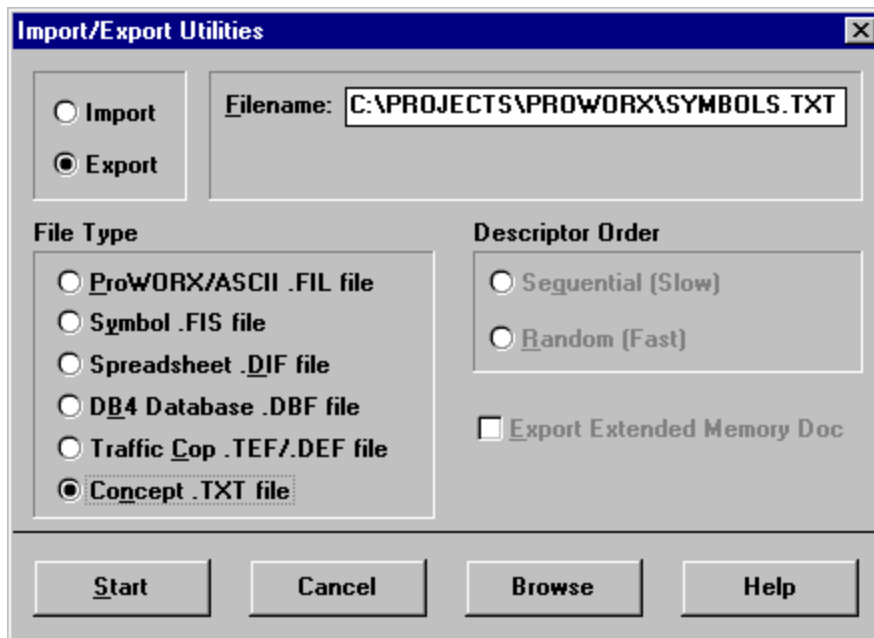 Import/Export Utilities
Import
Export
Filename: C:\PROJECTS\PROWORX\SYMBOLS.TXT
File Type
ProWORX/ASCII .FIL file
Symbol .FIS file
Spreadsheet .DIF file
DB4 Database .DBF file
Traffic Cop .TEF/.DEF file
Concept .TXT file
Descriptor Order
Sequential (Slow)
Random (Fast)
Export Extended Memory Doc
Start Cancel Browse Help